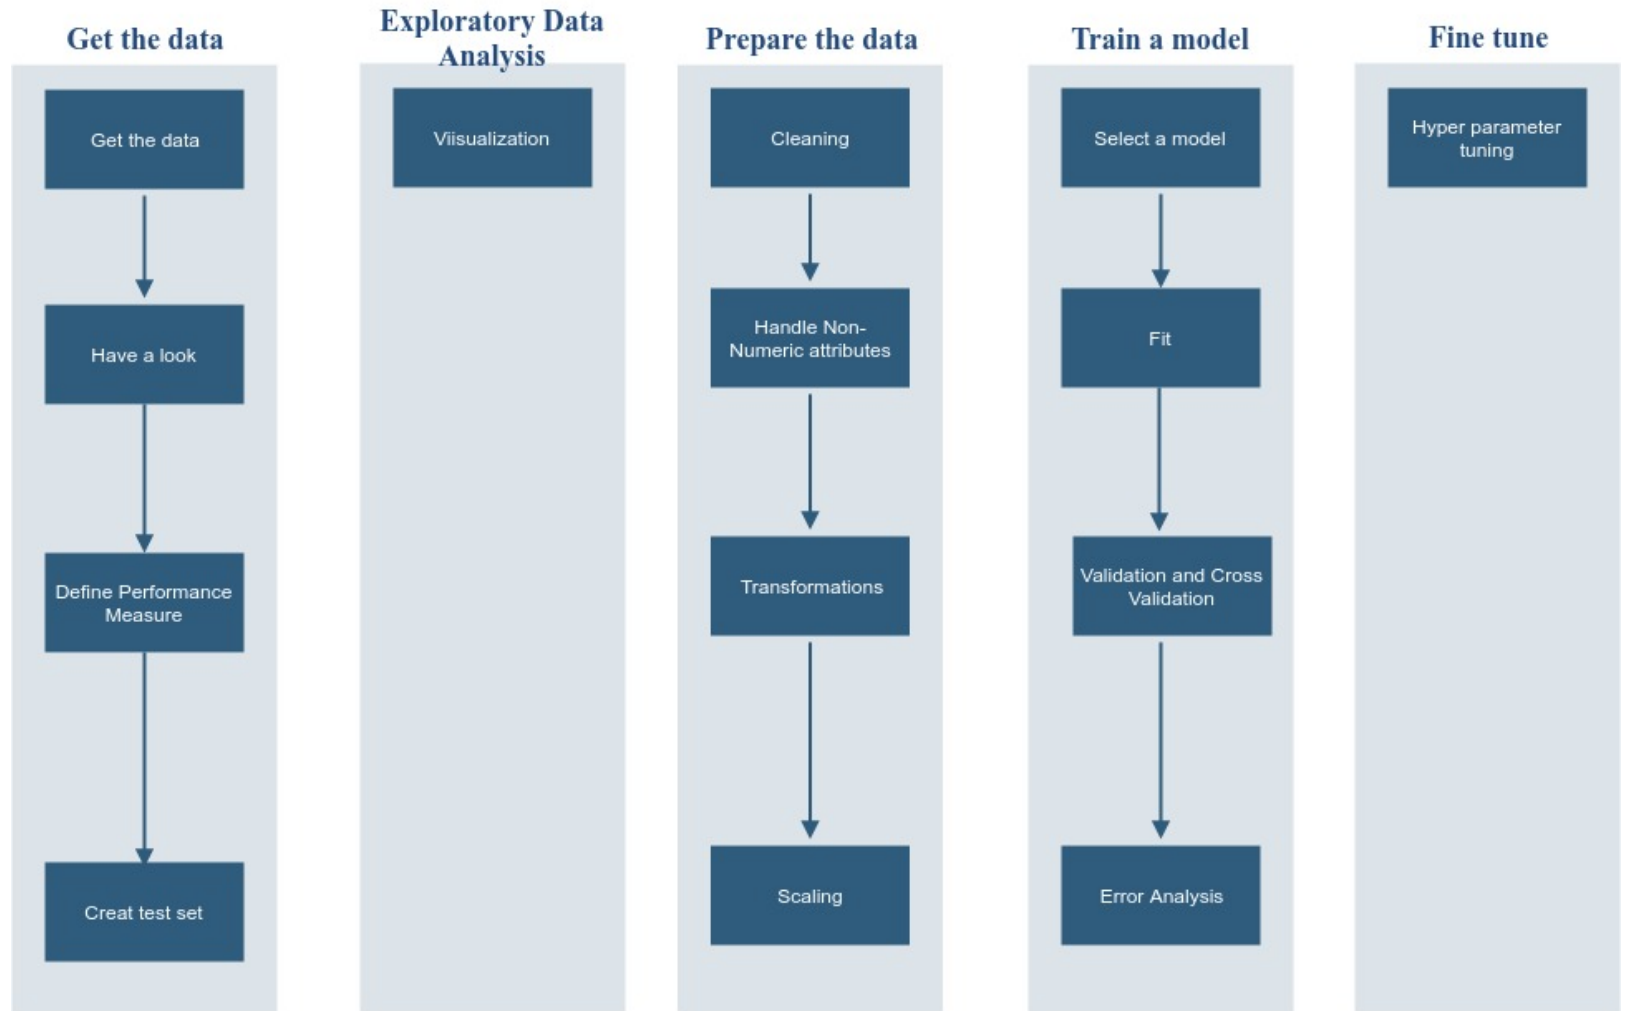 Get the data
Get the data
Have a look
Define Performance
Measure
Creat test set
Exploratory Data
Analysis
Viisualization
Prepare the data
Cleaning
Handle Non-
Numeric attributes
Transformations
Scaling
Train a model
Select a model
Fit
Validation and Cross
Validation
Error Analysis
Fine tune
Hyper parameter
tuning